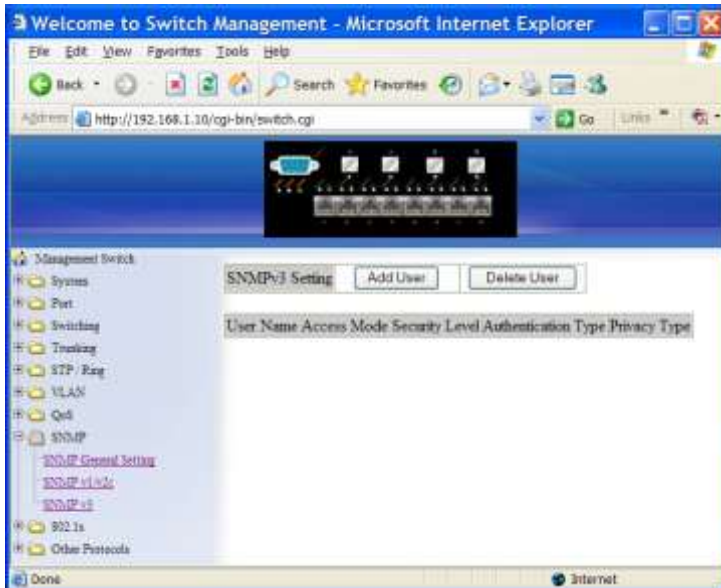 Welcome to Switch Management - Microsoft Internet Explorer
File Edit View Favorites Tools Help
Back Search Favorites
Address http://192.168.1.10/cgi-bin/switch.cgi Go Links
Management Switch
System
Port
Switching
Trunking
STP / Ring
VLAN
QoS
SNMP
SNMP General Setting
SNMP v1/v2c
SNMP v3
802.1x
Other Protocols
SNMPv3 Setting Add User Delete User
User Name Access Mode Security Level Authentication Type Privacy Type
Done Internet